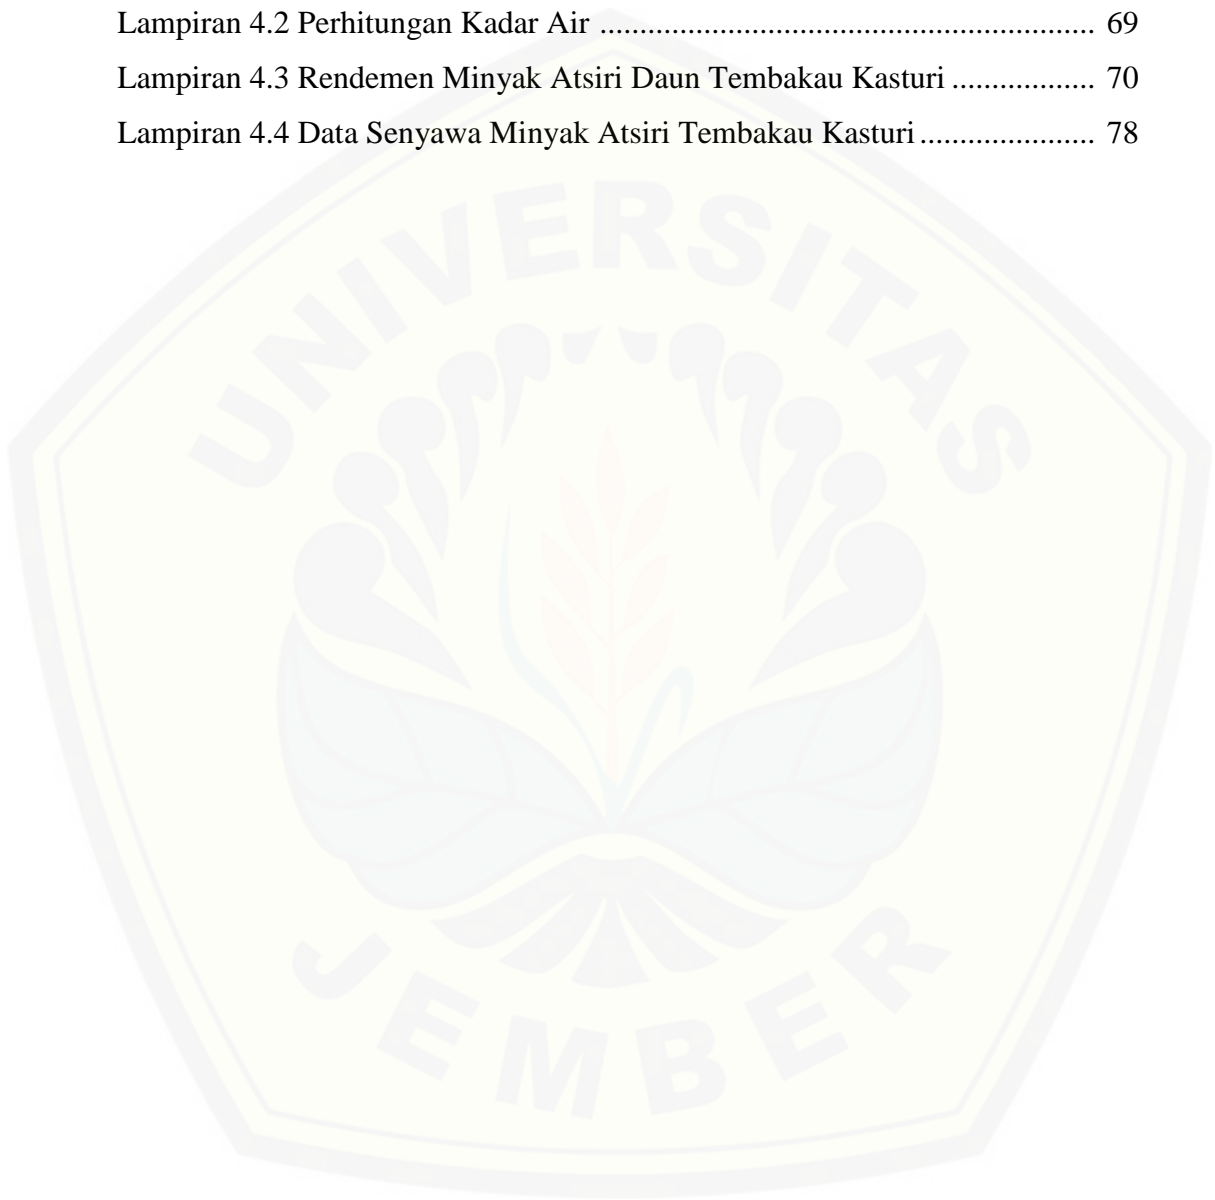 Lampiran 4.2 Perhitungan Kadar Air .............................................................. 69
Lampiran 4.3 Rendemen Minyak Atsiri Daun Tembakau Kasturi .................. 70
Lampiran 4.4 Data Senyawa Minyak Atsiri Tembakau Kasturi ...................... 78
UNIVERSITAS
JEMBER